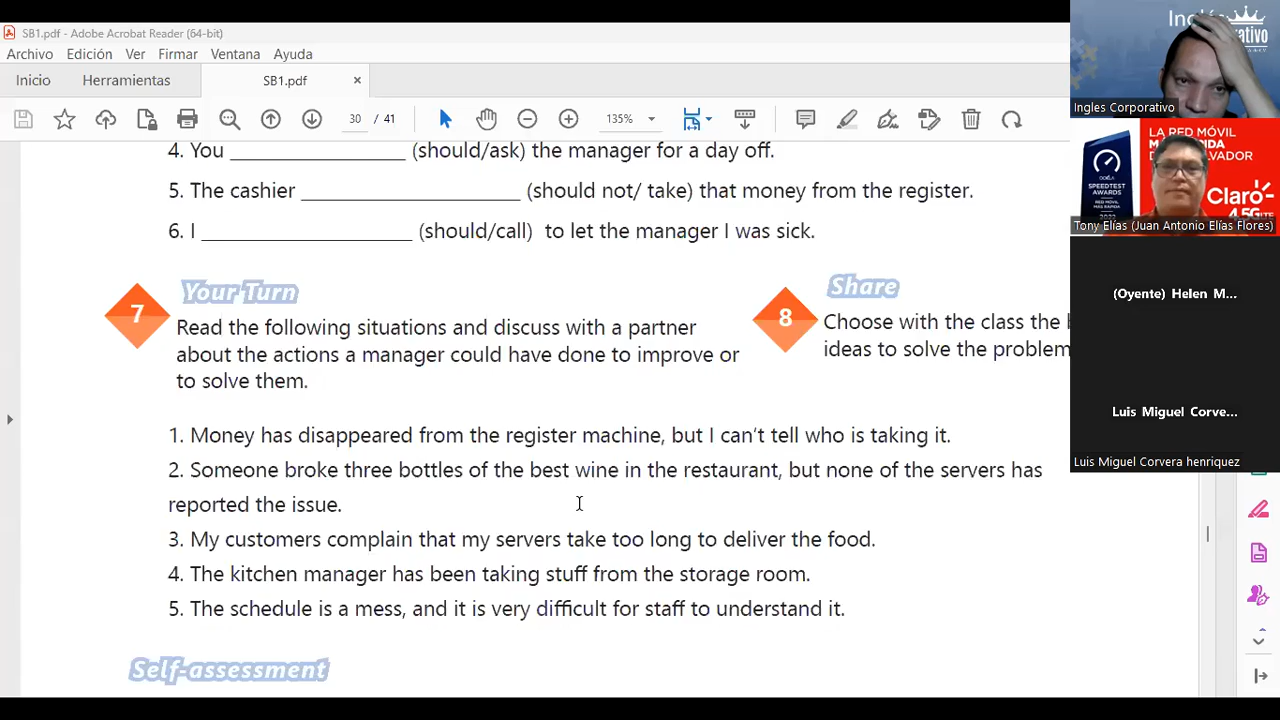 SB1.pdf - Adobe Acrobat Reader (64-bit)
Archivo Edición Ver Firmar Ventana Ayuda
Inicio Herramientas SB1.pdf ×
30 / 41 135%
4. You ________________ (should/ask) the manager for a day off.
5. The cashier ____________________ (should not/ take) that money from the register.
6. I ___________________ (should/call) to let the manager I was sick.
7 Your Turn
Read the following situations and discuss with a partner
about the actions a manager could have done to improve or
to solve them.
8 Share
Choose with the class the
ideas to solve the problem
1. Money has disappeared from the register machine, but I can't tell who is taking it.
2. Someone broke three bottles of the best wine in the restaurant, but none of the servers has
reported the issue.
3. My customers complain that my servers take too long to deliver the food.
4. The kitchen manager has been taking stuff from the storage room.
5. The schedule is a mess, and it is very difficult for staff to understand it.
Self-assessment
Ingles Corporativo
LA RED MÓVIL
SPEEDTEST
AWARDS
Claro
4.5G
Tony Elías (Juan Antonio Elías Flores)
(Oyente) Helen M...
Luis Miguel Corve...
Luis Miguel Corvera henriquez